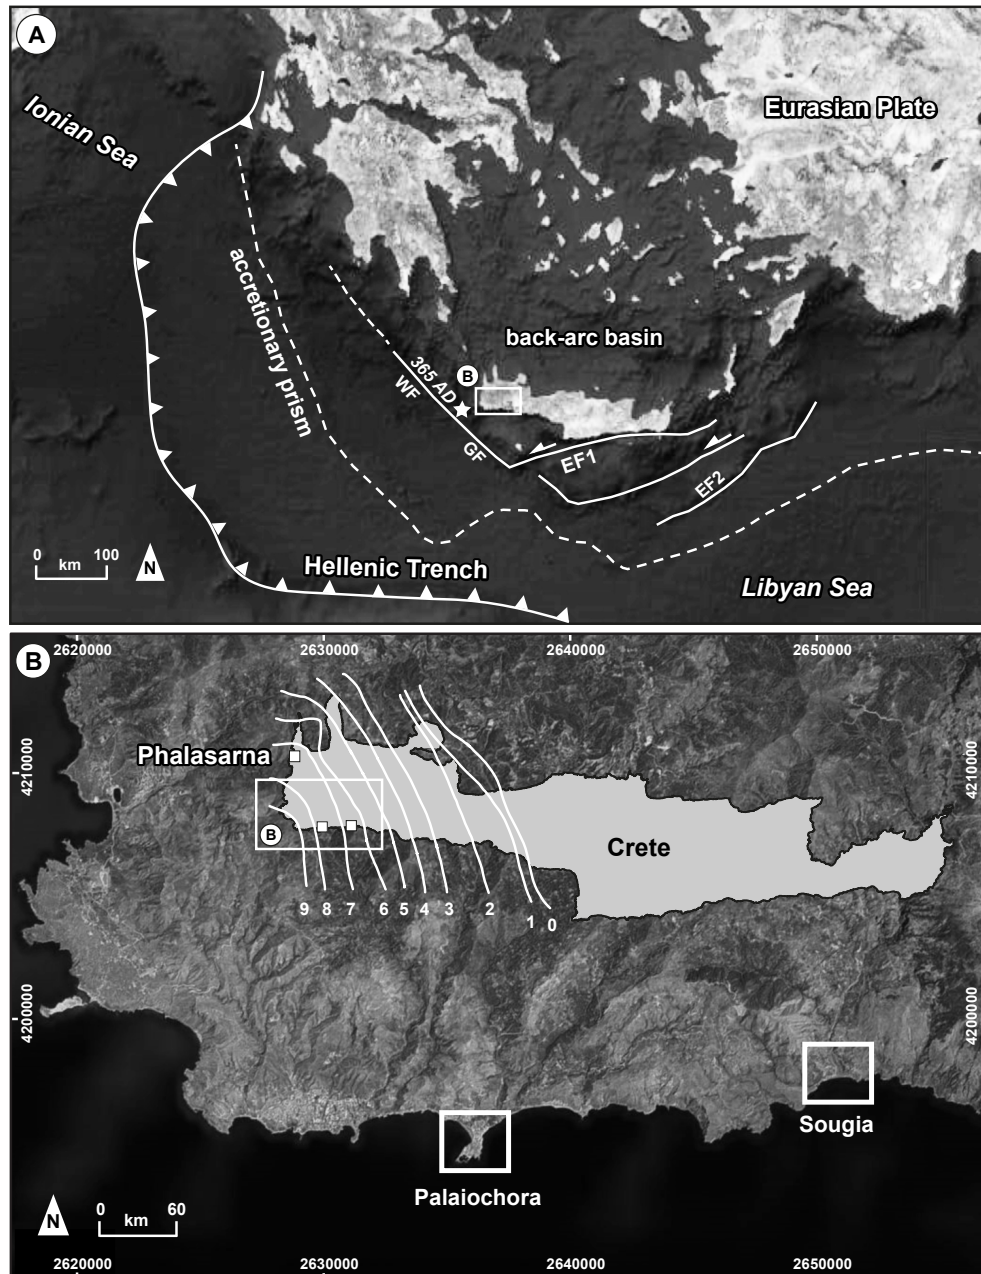 A
Ionian Sea
Eurasian Plate
accretionary prism
back-arc basin
365 AD
B
WF
GF
EF1
EF2
0 100
km
N
Hellenic Trench
Libyan Sea
B
2620000 2630000 2640000 2650000
Phalasarna
4210000 4210000
B
Crete
9 8 7 6 5 4 3 2 1 0
4200000 4200000
Sougia
Palaiochora
N
0 60
km
2620000 2630000 2640000 2650000